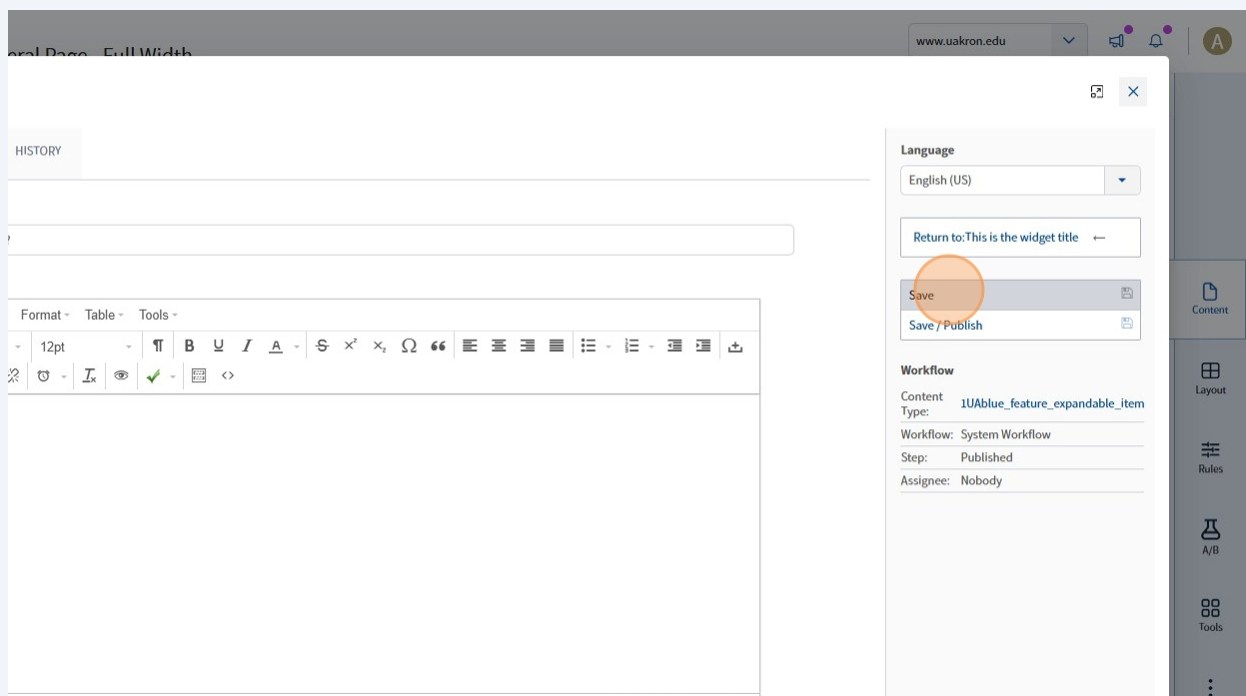 eral Page - Full Width
www.uakron.edu
A
HISTORY
Language
English (US)
?
Return to:This is the widget title ←
Save
Save / Publish
Content
Format Table Tools
12pt
Workflow
Content Type: 1UAblue_feature_expandable_item
Workflow: System Workflow
Step: Published
Assignee: Nobody
Layout
Rules
A/B
Tools